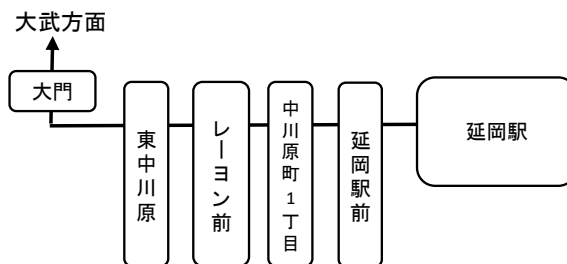 大武方面
大門
東中川原
レーヨン前
中川原町1丁目
延岡駅前
延岡駅